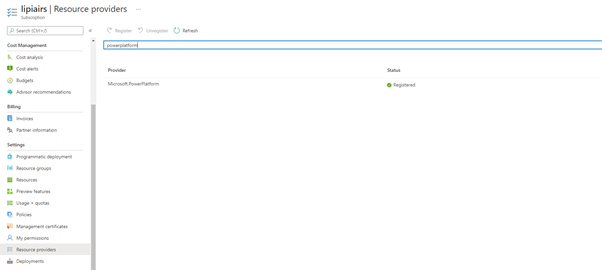 lipiairs | Resource providers ...
Subscription
Search (Ctrl+/)
«
Register
Unregister
Refresh
powerplatform
Provider
Status
Microsoft.PowerPlatform
Registered
Cost Management
Cost analysis
Cost alerts
Budgets
Advisor recommendations
Billing
Invoices
Partner information
Settings
Programmatic deployment
Resource groups
Resources
Preview features
Usage + quotas
Policies
Management certificates
My permissions
Resource providers
Deployments